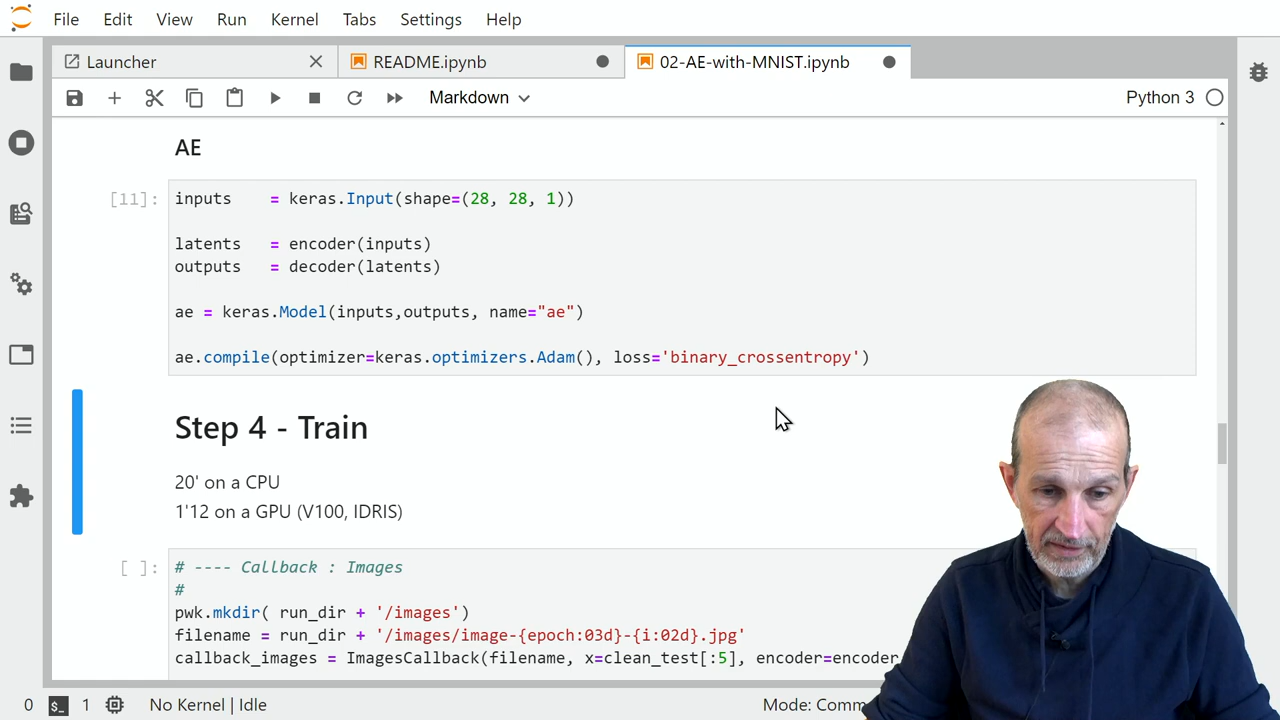 File Edit View Run Kernel Tabs Settings Help
Launcher README.ipynb 02-AE-with-MNIST.ipynb
Markdown Python 3
AE
[11]: inputs = keras.Input(shape=(28, 28, 1))
latents = encoder(inputs)
outputs = decoder(latents)
ae = keras.Model(inputs,outputs, name="ae")
ae.compile(optimizer=keras.optimizers.Adam(), loss='binary_crossentropy')
Step 4 - Train
20' on a CPU
1'12 on a GPU (V100, IDRIS)
[ ]: # ---- Callback : Images
#
pwk.mkdir( run_dir + '/images')
filename = run_dir + '/images/image-{epoch:03d}-{i:02d}.jpg'
callback_images = ImagesCallback(filename, x=clean_test[:5], encoder=encoder
0 $_ 1 No Kernel | Idle Mode: Comm